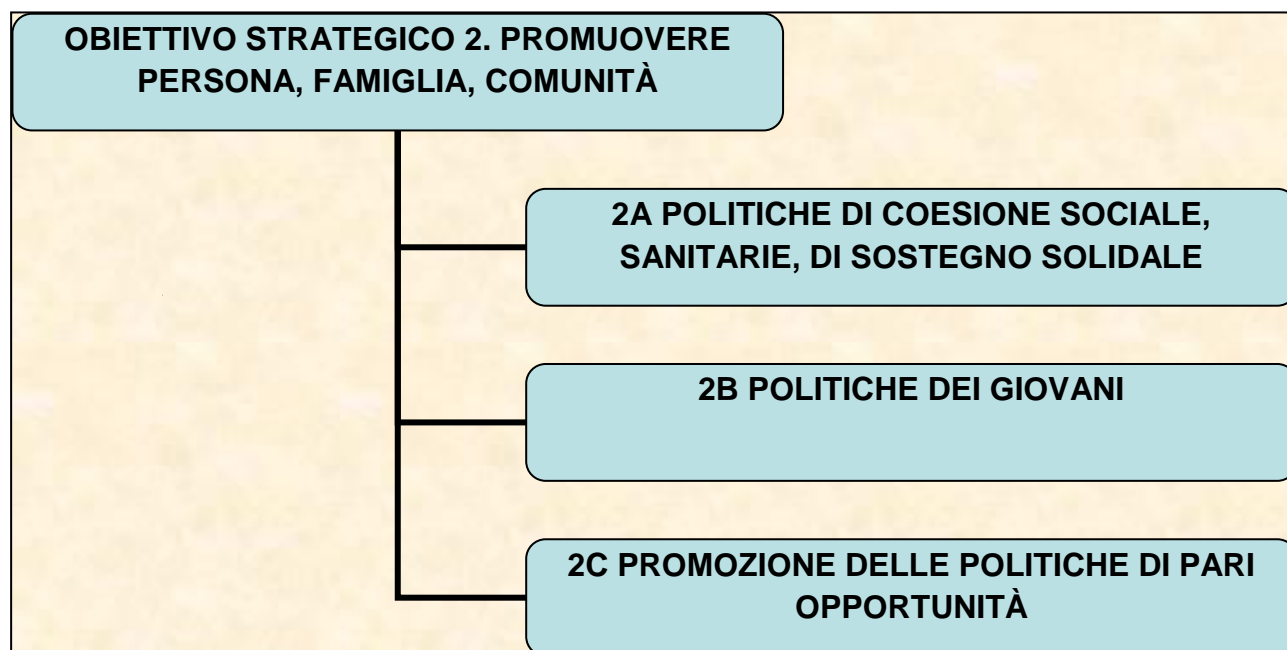 OBIETTIVO STRATEGICO 2. PROMUOVERE
PERSONA, FAMIGLIA, COMUNITÀ
2A POLITICHE DI COESIONE SOCIALE,
SANITARIE, DI SOSTEGNO SOLIDALE
2B POLITICHE DEI GIOVANI
2C PROMOZIONE DELLE POLITICHE DI PARI
OPPORTUNITÀ